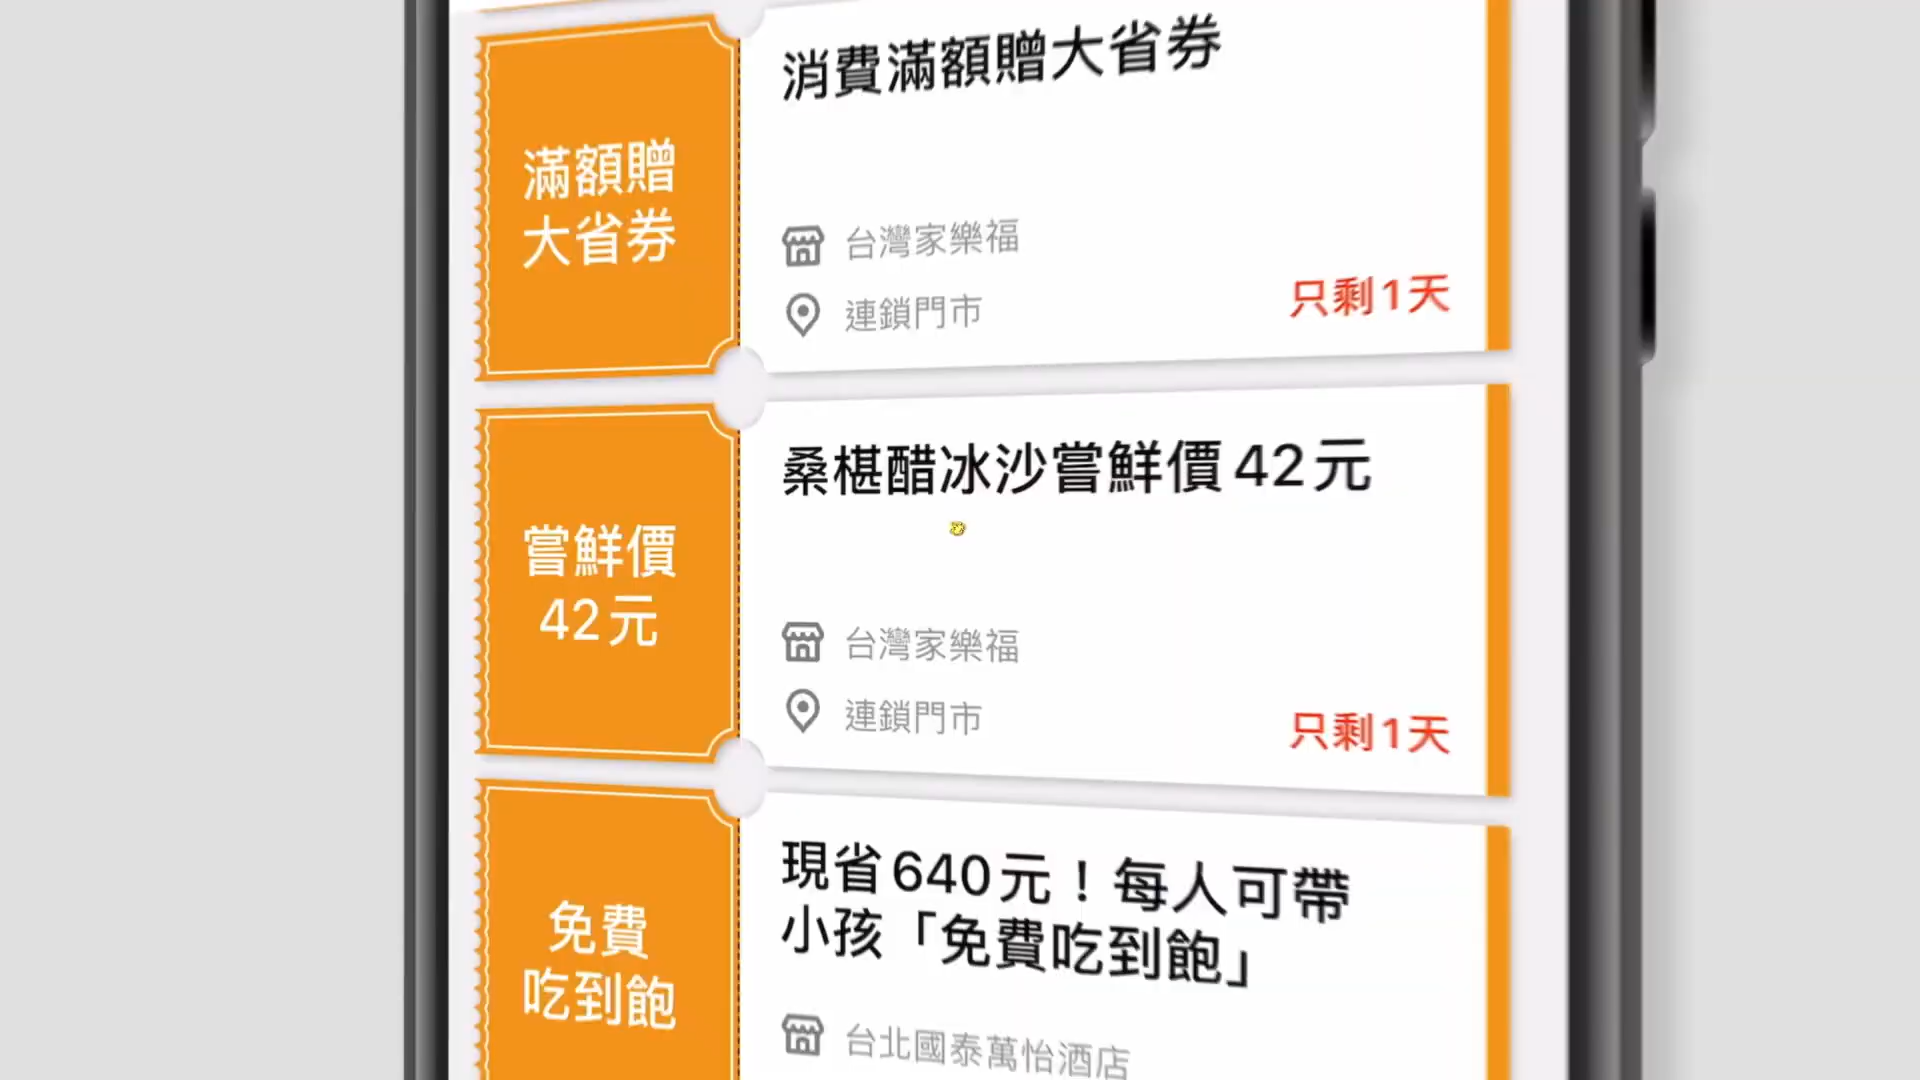 滿額贈
大省券
消費滿額贈大省券
台灣家樂福
連鎖門市
只剩1天
嘗鮮價
42元
桑椹醋冰沙嘗鮮價42元
台灣家樂福
連鎖門市
只剩1天
免費
吃到飽
現省640元！每人可帶
小孩「免費吃到飽」
台北國泰萬怡酒店